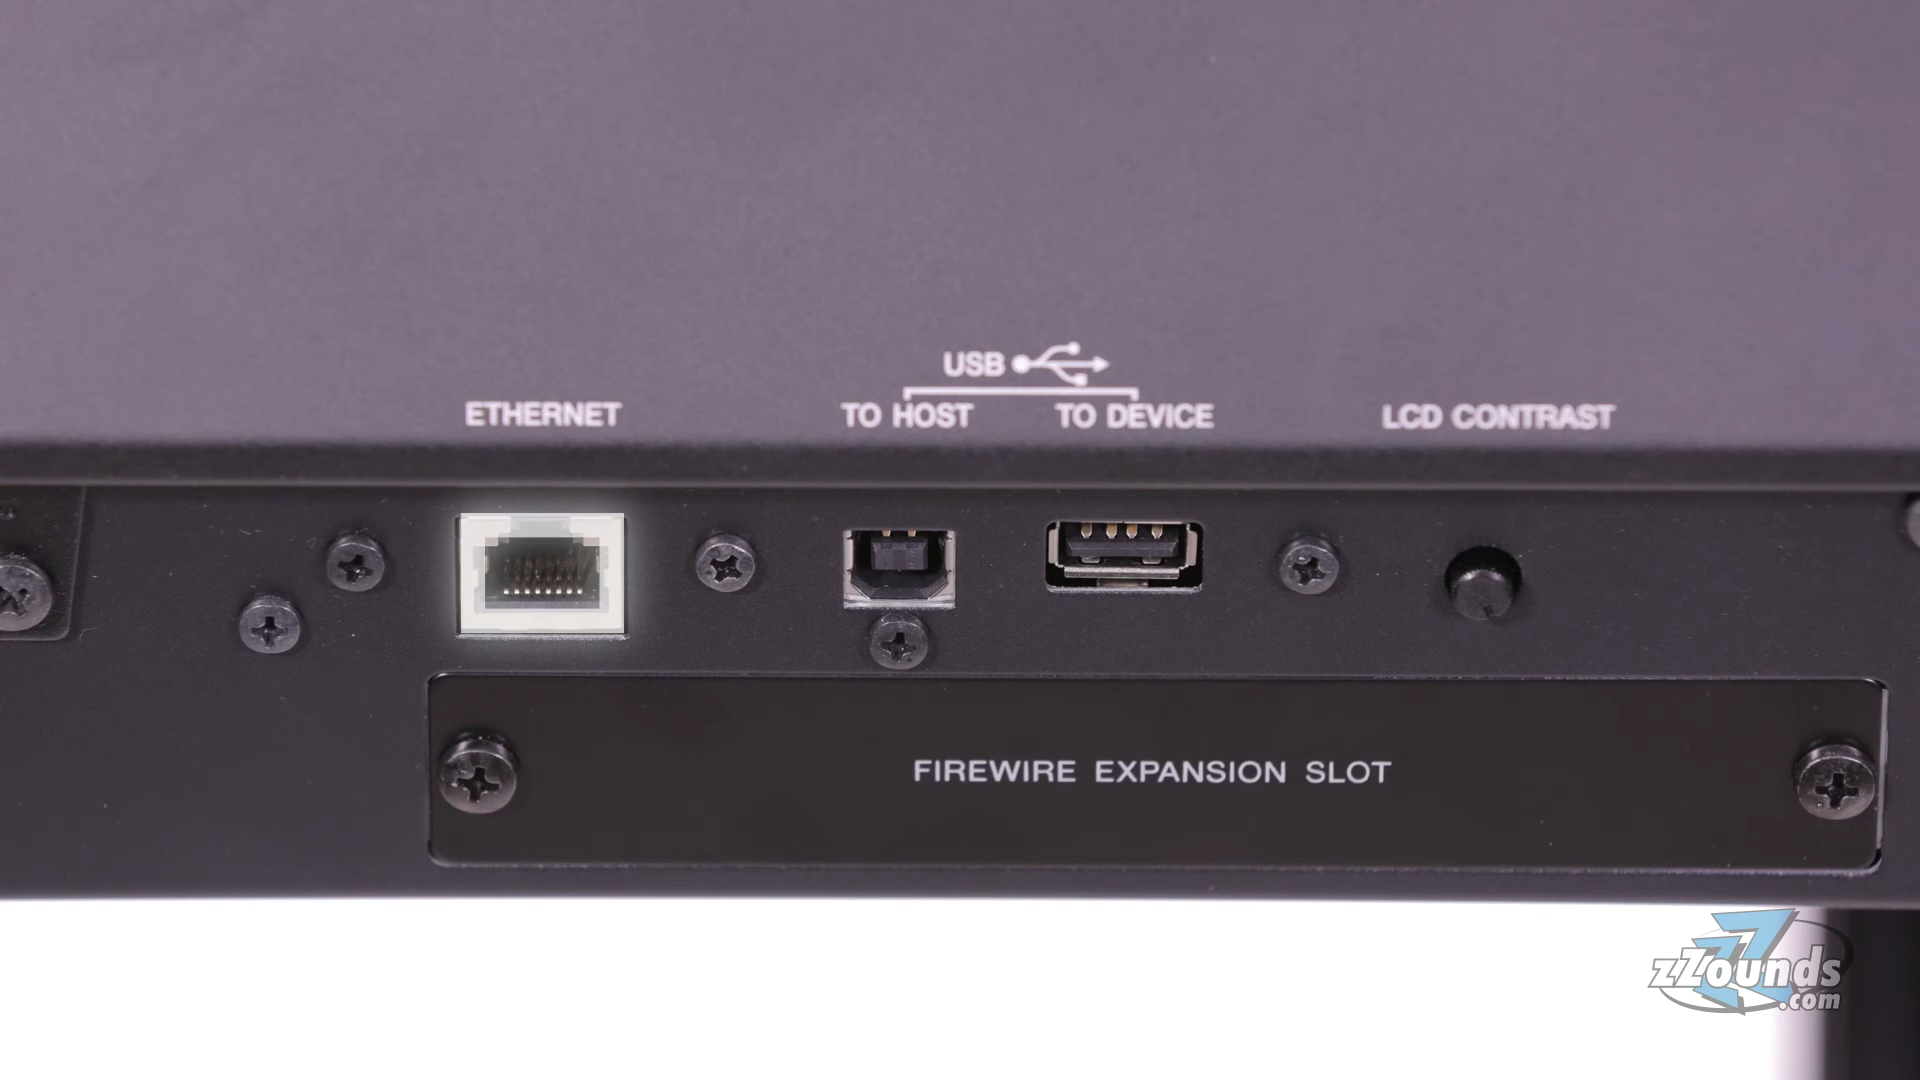 USB
ETHERNET TO HOST TO DEVICE LCD CONTRAST
FIREWIRE EXPANSION SLOT
zZounds
.com